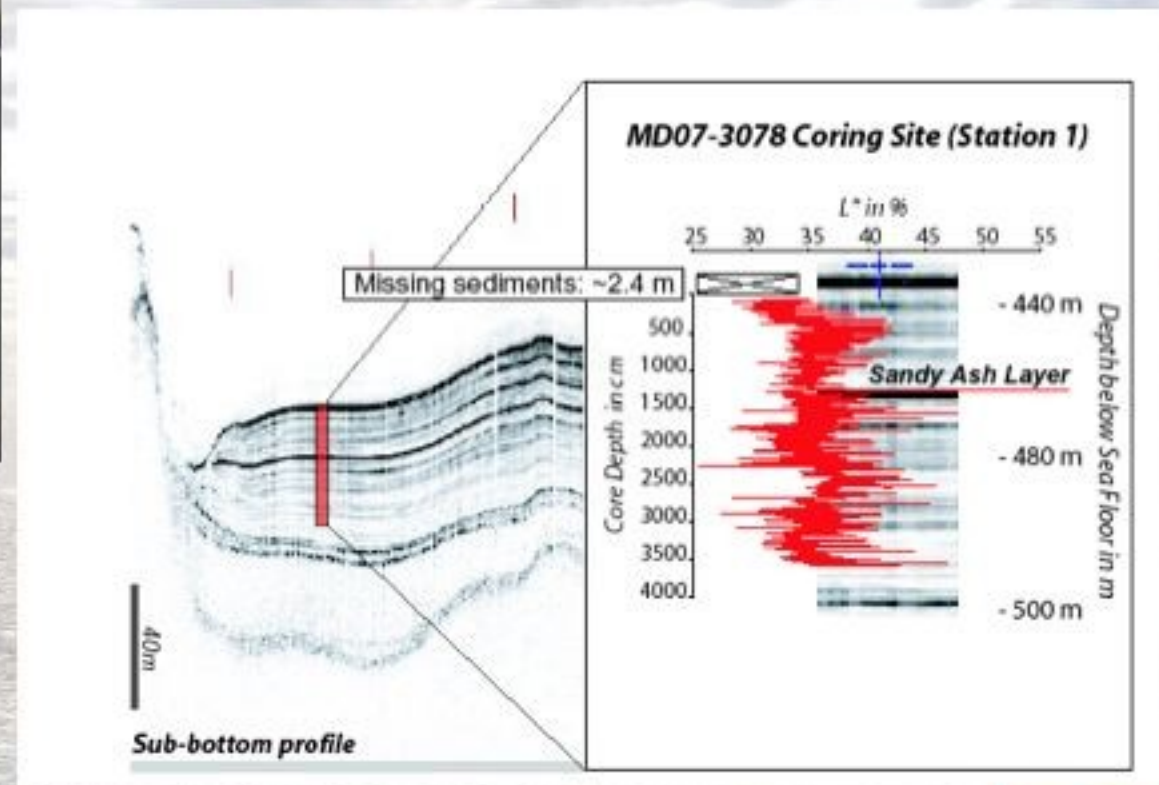 MD07-3078 Coring Site (Station 1)
L* in %
25 30 35 40 45 50 55
Missing sediments: ~2.4 m
- 440 m
500
1000
Sandy Ash Layer
1500
2000
- 480 m
2500
3000
3500
4000
- 500 m
Core Depth in cm
Depth below Sea Floor in m
40m
Sub-bottom profile